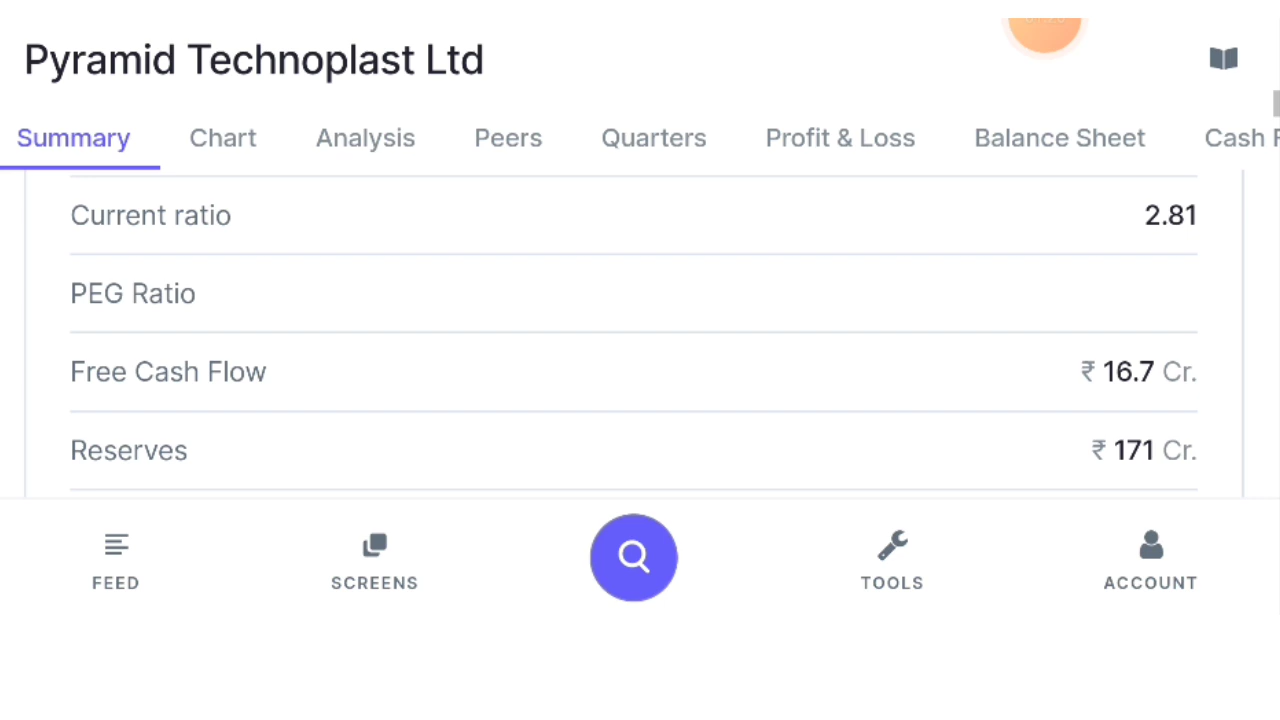 Pyramid Technoplast Ltd
Summary Chart Analysis Peers Quarters Profit & Loss Balance Sheet Cash F
Current ratio 2.81
PEG Ratio
Free Cash Flow ₹ 16.7 Cr.
Reserves ₹ 171 Cr.
FEED SCREENS TOOLS ACCOUNT